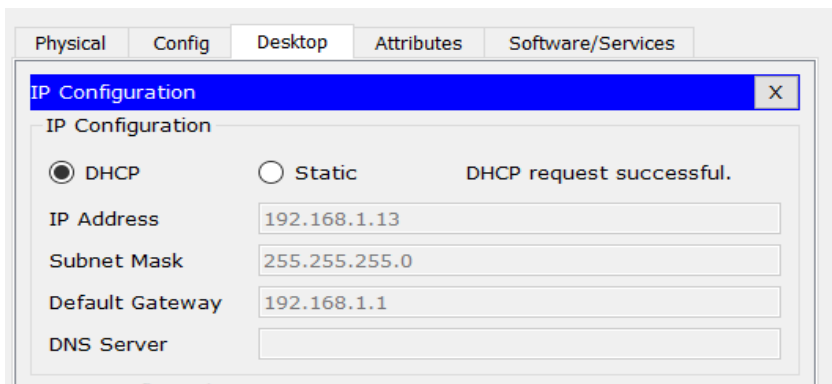 Physical Config Desktop Attributes Software/Services
IP Configuration X
IP Configuration
DHCP Static DHCP request successful.
IP Address 192.168.1.13
Subnet Mask 255.255.255.0
Default Gateway 192.168.1.1
DNS Server